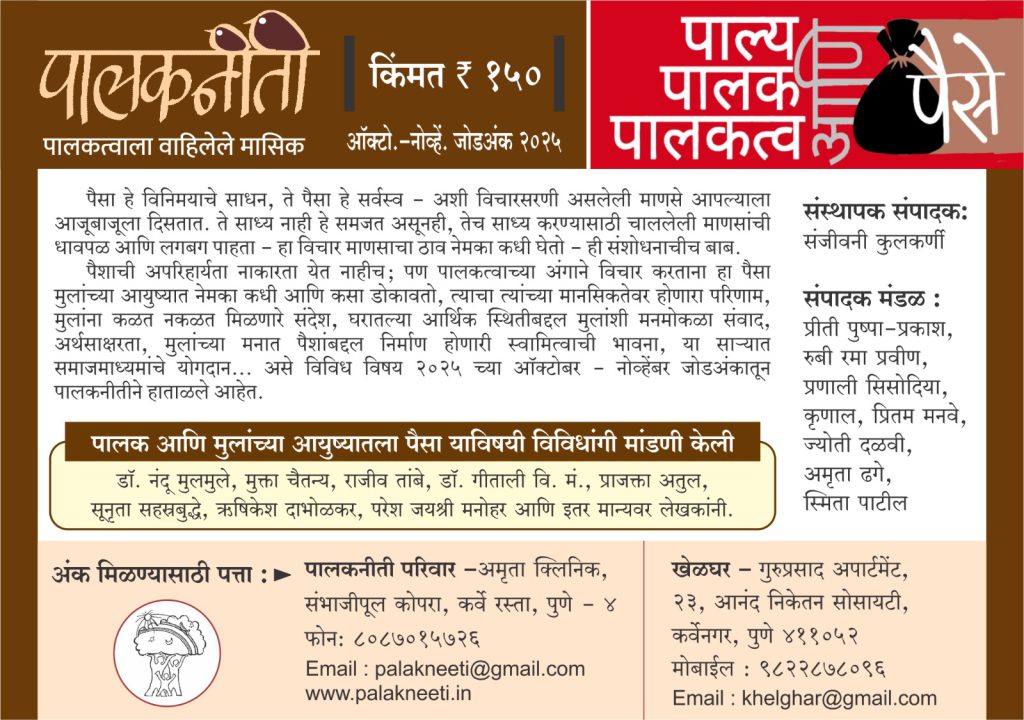 पालकनीती
पालकत्वाला वाहिलेले मासिक
किंमत ₹ १५०
ऑक्टो.-नोव्हें. जोडअंक २०२५
पाल्य
पालक
पालकत्व
आणि
पैसे
पैसा हे विनिमयाचे साधन, ते पैसा हे सर्वस्व – अशी विचारसरणी असलेली माणसे आपल्याला
आजूबाजूला दिसतात. ते साध्य नाही हे समजत असूनही, तेच साध्य करण्यासाठी चाललेली माणसांची
धावपळ आणि लगबग पाहता – हा विचार माणसाचा ठाव नेमका कधी घेतो – ही संशोधनाचीच बाब.
पैशाची अपरिहार्यता नाकारता येत नाहीच; पण पालकत्वाच्या अंगाने विचार करताना हा पैसा
मुलांच्या आयुष्यात नेमका कधी आणि कसा डोकावतो, त्याचा त्यांच्या मानसिकतेवर होणारा परिणाम,
मुलांना कळत नकळत मिळणारे संदेश, घरातल्या आर्थिक स्थितीबद्दल मुलांशी मनमोकळा संवाद,
अर्थसाक्षरता, मुलांच्या मनात पैशांबद्दल निर्माण होणारी स्वामित्वाची भावना, या साऱ्यात
समाजमाध्यमांचे योगदान... असे विविध विषय २०२५ च्या ऑक्टोबर – नोव्हेंबर जोडअंकातून
पालकनीतीने हाताळले आहेत.
पालक आणि मुलांच्या आयुष्यातला पैसा याविषयी विविधांगी मांडणी केली
डॉ. नंदू मुलमुले, मुक्ता चैतन्य, राजीव तांबे, डॉ. गीताली वि. मं., प्राजक्ता अतुल,
सूनृता सहस्रबुद्धे, ऋषिकेश दाभोळकर, परेश जयश्री मनोहर आणि इतर मान्यवर लेखकांनी.
संस्थापक संपादक:
संजीवनी कुलकर्णी
संपादक मंडळ :
प्रीती पुष्पा-प्रकाश,
रुबी रमा प्रवीण,
प्रणाली सिसोदिया,
कृणाल, प्रितम मनवे,
ज्योती दळवी,
अमृता ढगे,
स्मिता पाटील
अंक मिळण्यासाठी पत्ता : ►
पालकनीती परिवार –अमृता क्लिनिक,
संभाजीपूल कोपरा, कर्वे रस्ता, पुणे – ४
फोन: ८०८७०१५७२६
Email : palakneeti@gmail.com
www.palakneeti.in
खेळघर – गुरुप्रसाद अपार्टमेंट,
२३, आनंद निकेतन सोसायटी,
कर्वेनगर, पुणे ४११०५२
मोबाईल : ९८२२८७८०९६
Email : khelghar@gmail.com